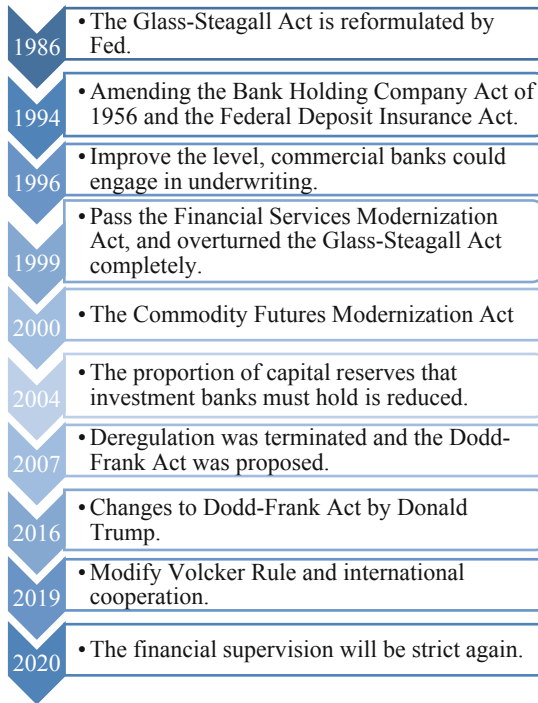 1986
• The Glass-Steagall Act is reformulated by
Fed.
1994
• Amending the Bank Holding Company Act of
1956 and the Federal Deposit Insurance Act.
1996
• Improve the level, commercial banks could
engage in underwriting.
1999
• Pass the Financial Services Modernization
Act, and overturned the Glass-Steagall Act
completely.
2000
• The Commodity Futures Modernization Act
2004
• The proportion of capital reserves that
investment banks must hold is reduced.
2007
• Deregulation was terminated and the Dodd-
Frank Act was proposed.
2016
• Changes to Dodd-Frank Act by Donald
Trump.
2019
• Modify Volcker Rule and international
cooperation.
2020
• The financial supervision will be strict again.